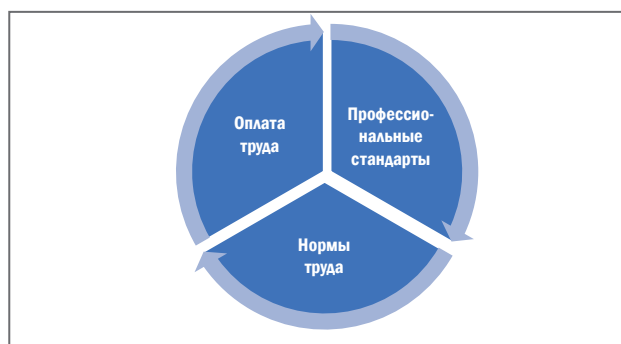 Оплата
труда
Профессио-
нальные
стандарты
Нормы
труда